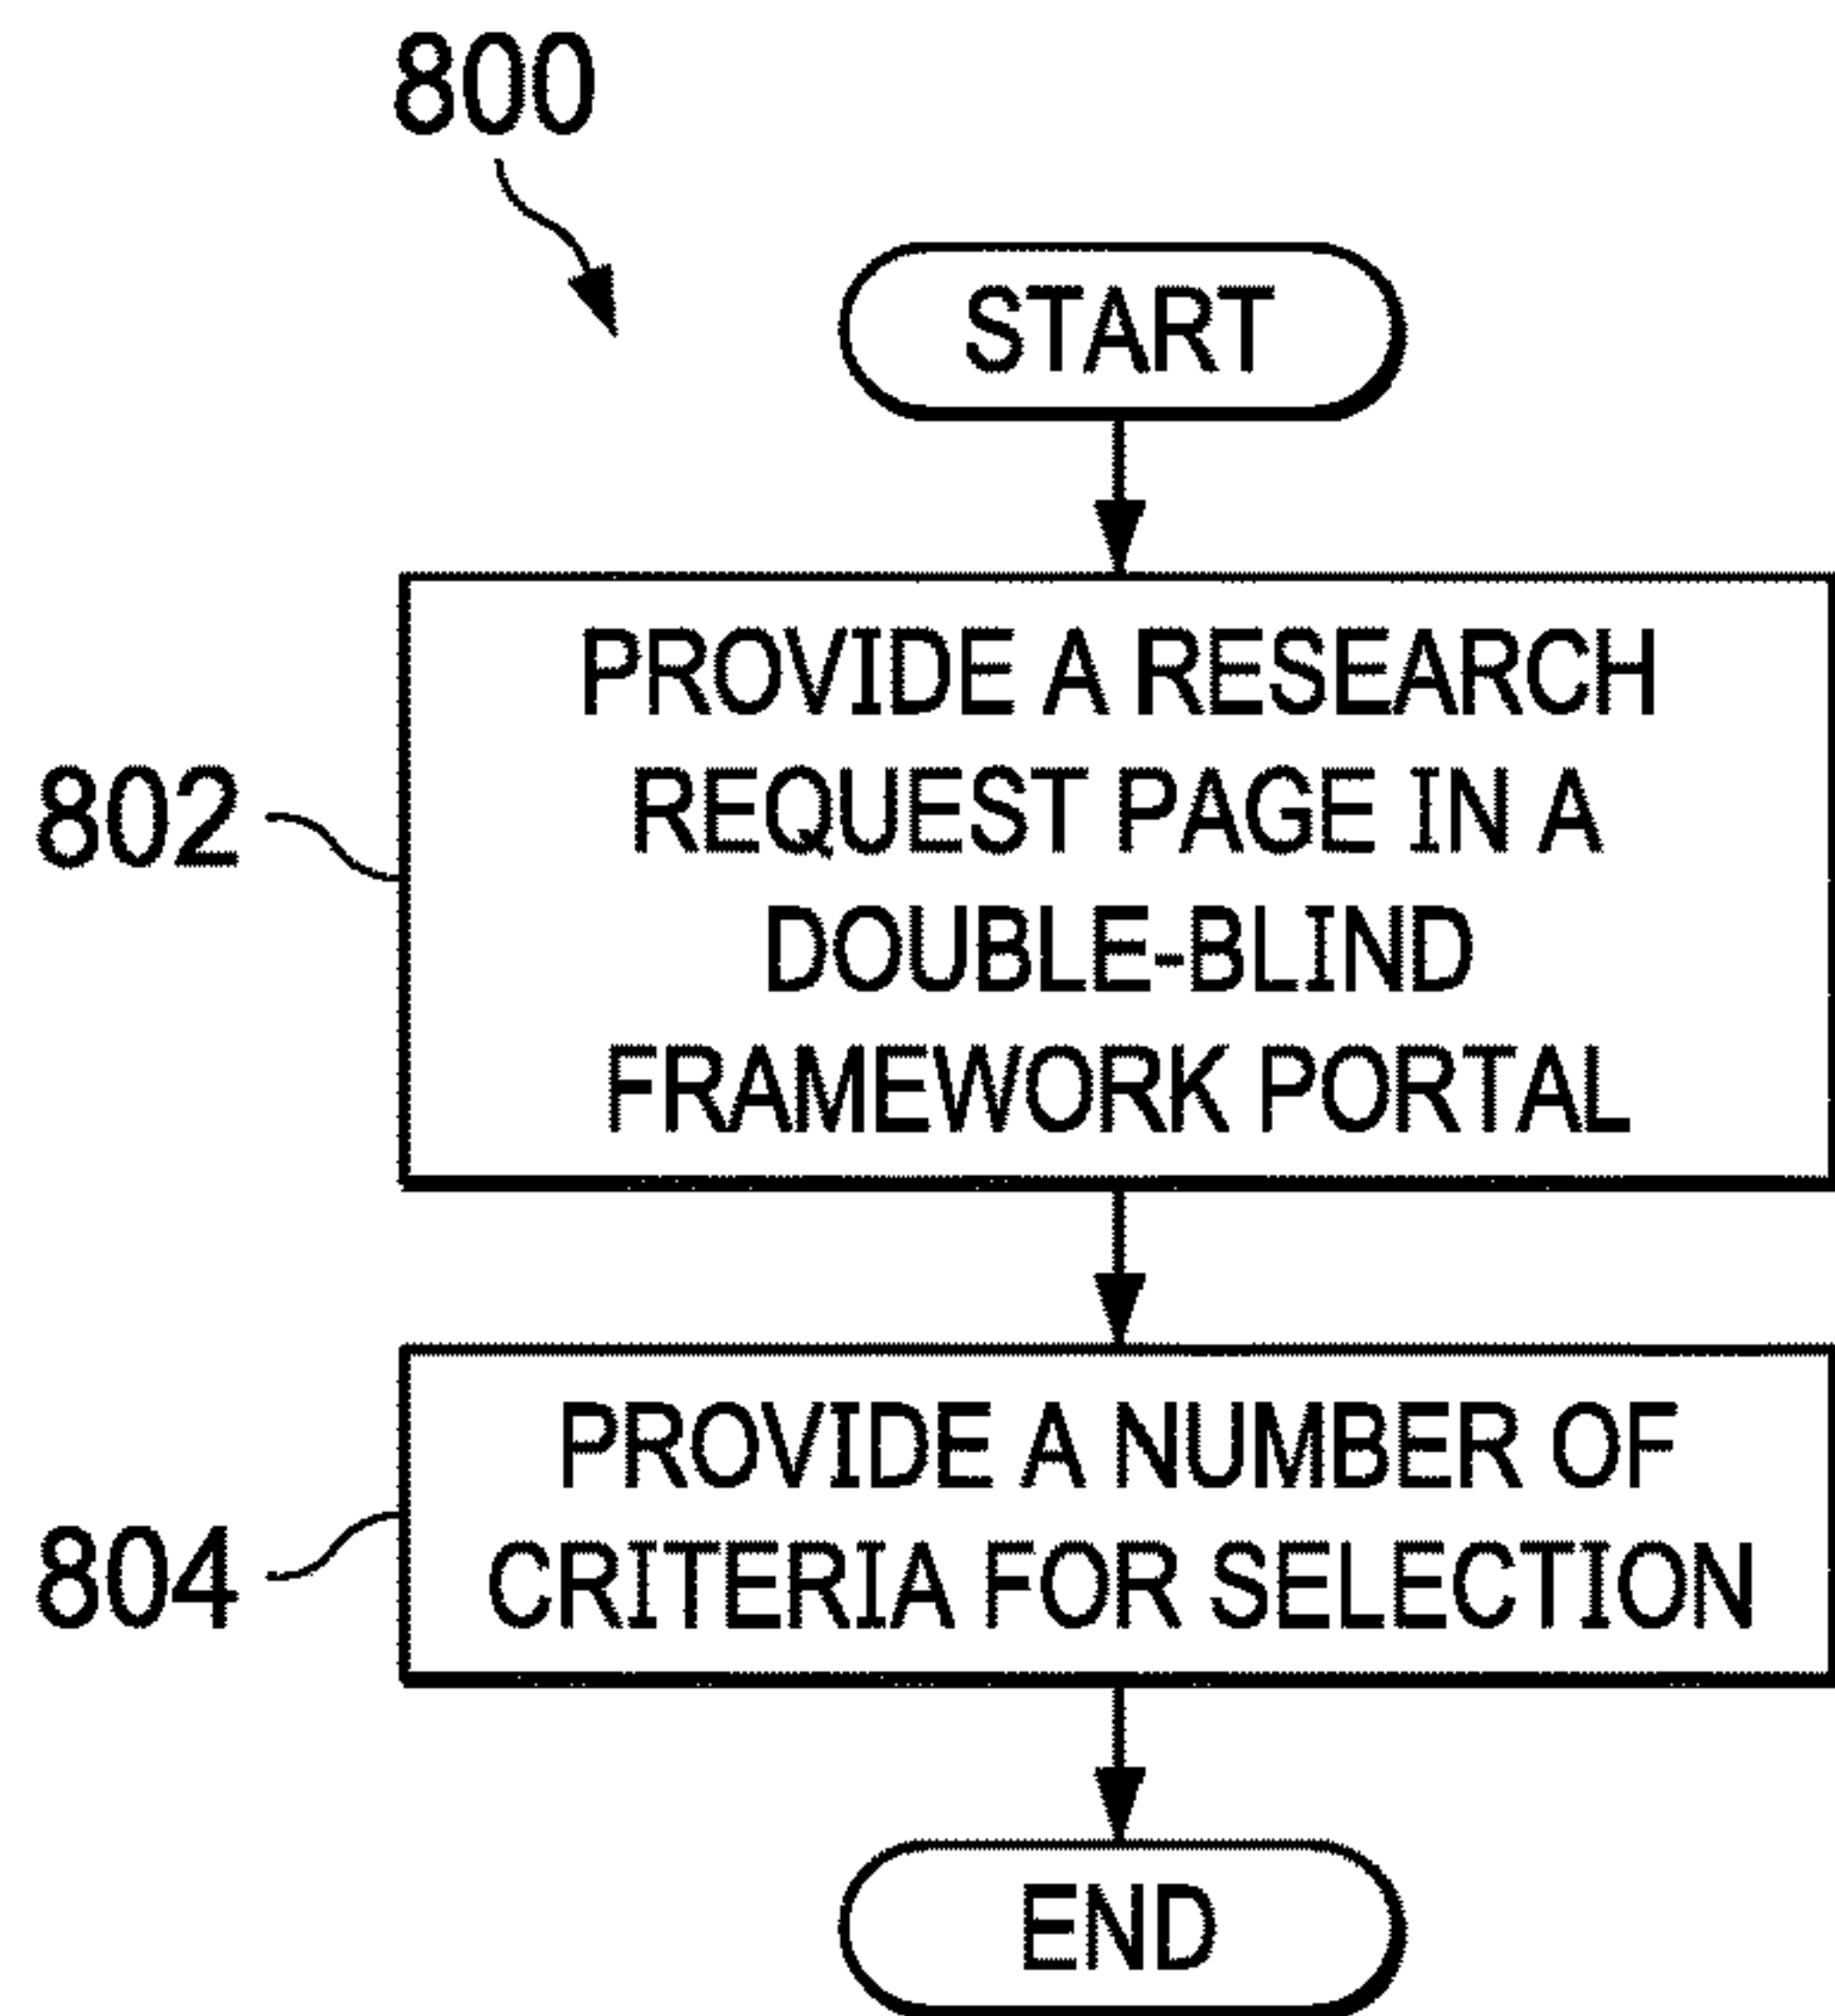 800
START
802
PROVIDE A RESEARCH
REQUEST PAGE IN A
DOUBLE-BLIND
FRAMEWORK PORTAL
804
PROVIDE A NUMBER OF
CRITERIA FOR SELECTION
END